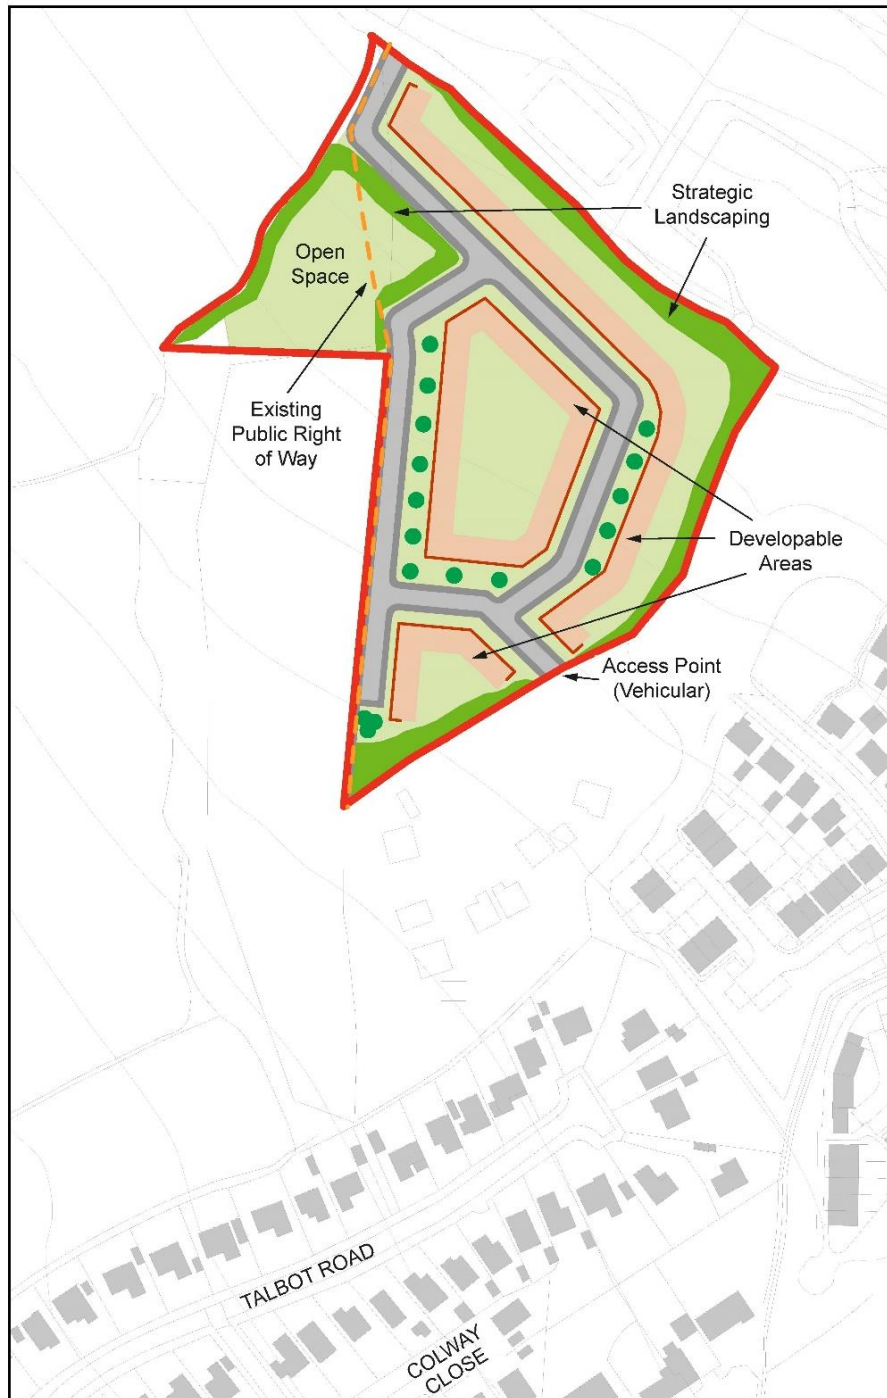 Strategic
Landscaping
Open
Space
Existing
Public Right
of Way
Developable
Areas
Access Point
(Vehicular)
TALBOT ROAD
COLWAY
CLOSE